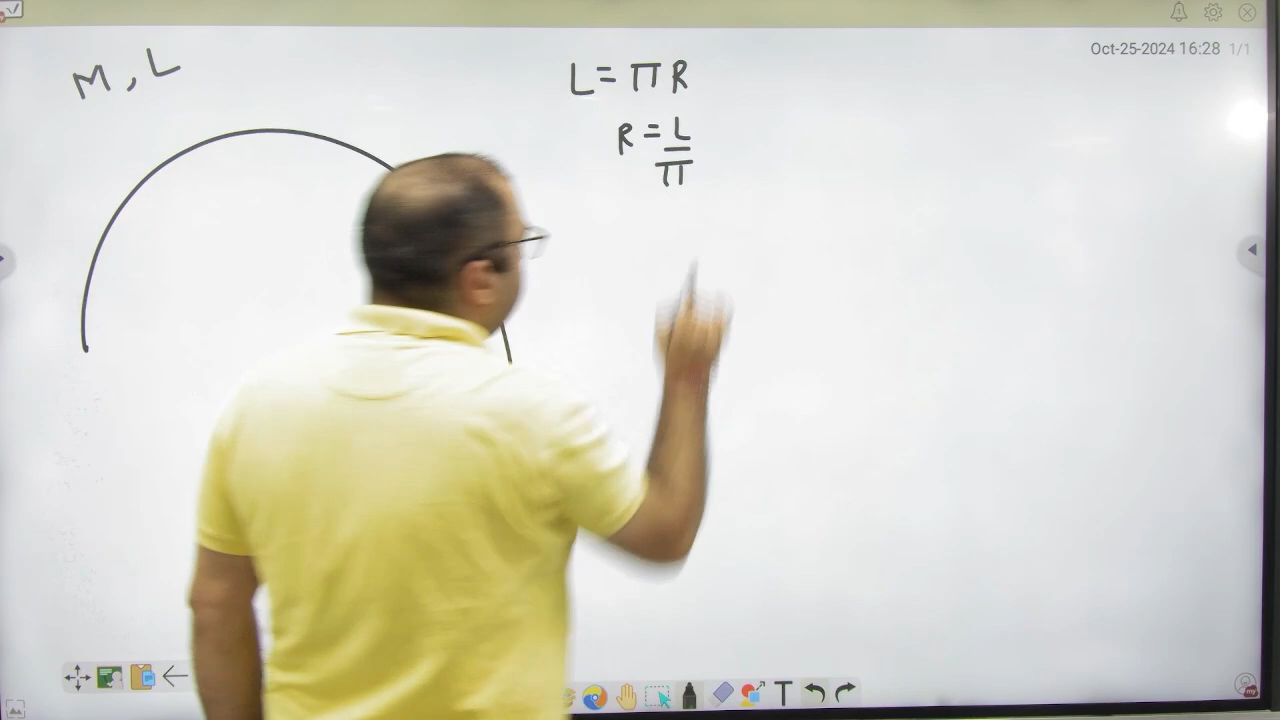 M, L
L = π R
R = L
π
Oct-25-2024 16:28 1/1
T